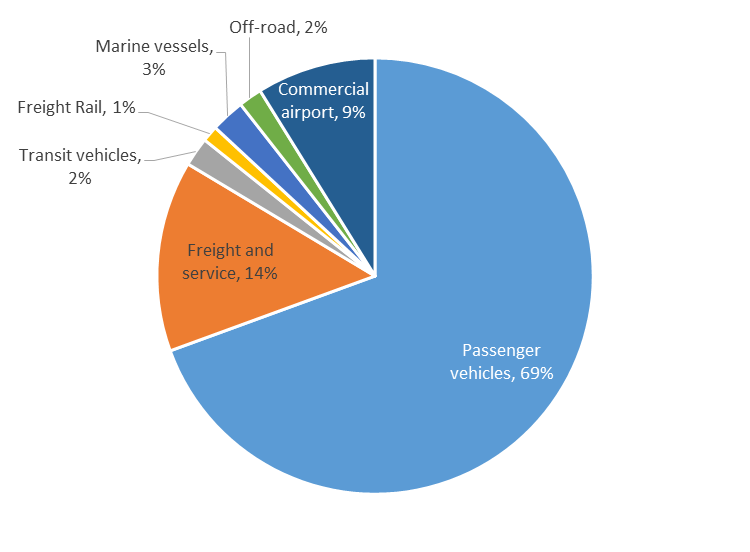 Off-road, 2%
Marine vessels,
3%
Commercial
airport, 9%
Freight Rail, 1%
Transit vehicles,
2%
Freight and
service, 14%
Passenger
vehicles, 69%